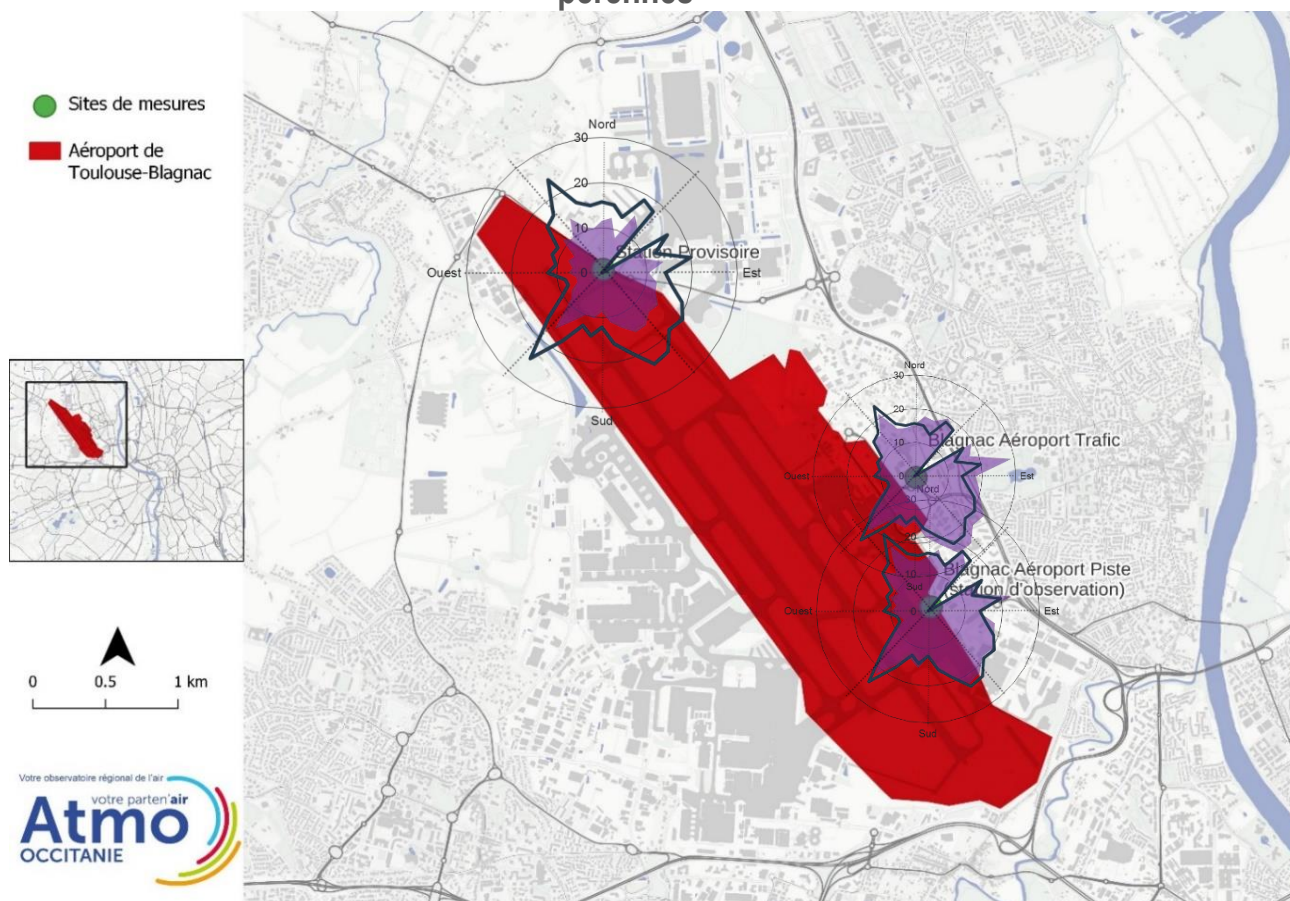 pérennes
Sites de mesures
Aéroport de
Toulouse-Blagnac
Nord
30
20
10
0
Station Provisoire
Ouest
Est
Sud
Nord
30
20
10
0
Blagnac Aéroport Trafic
Ouest
Est
Nord
20
10
Sud
Blagnac Aéroport Piste
(station d'observation)
Ouest
0
Est
Sud
0
0.5
1 km
Votre observatoire régional de l'air
votre parten'air
Atmo
OCCITANIE